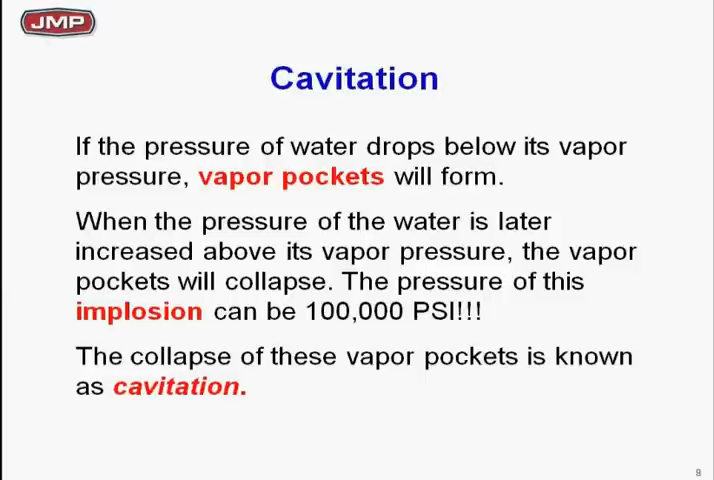 JMP
Cavitation
If the pressure of water drops below its vapor
pressure, vapor pockets will form.
When the pressure of the water is later
increased above its vapor pressure, the vapor
pockets will collapse. The pressure of this
implosion can be 100,000 PSI!!!
The collapse of these vapor pockets is known
as cavitation.
8